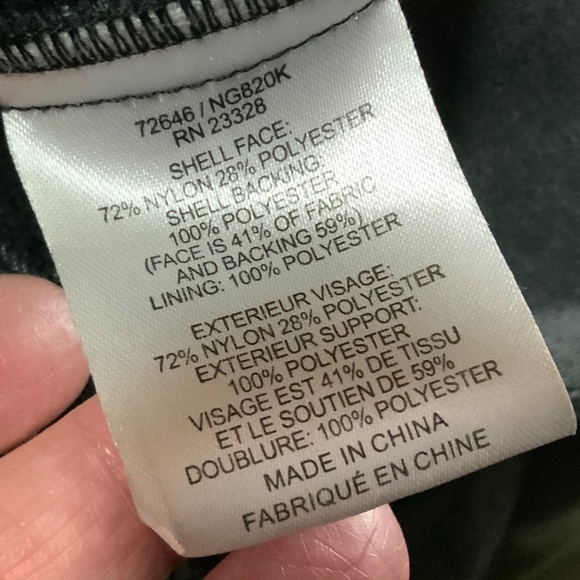 72646 / NG820K
RN 23328
SHELL FACE:
72% NYLON 28% POLYESTER
SHELL BACKING:
100% POLYESTER
(FACE IS 41% OF FABRIC
AND BACKING 59%)
LINING: 100% POLYESTER
EXTERIEUR VISAGE:
72% NYLON 28% POLYESTER
EXTERIEUR SUPPORT:
100% POLYESTER
VISAGE EST 41% DE TISSU
ET LE SOUTIEN DE 59%
DOUBLURE: 100% POLYESTER
MADE IN CHINA
FABRIQUÉ EN CHINE